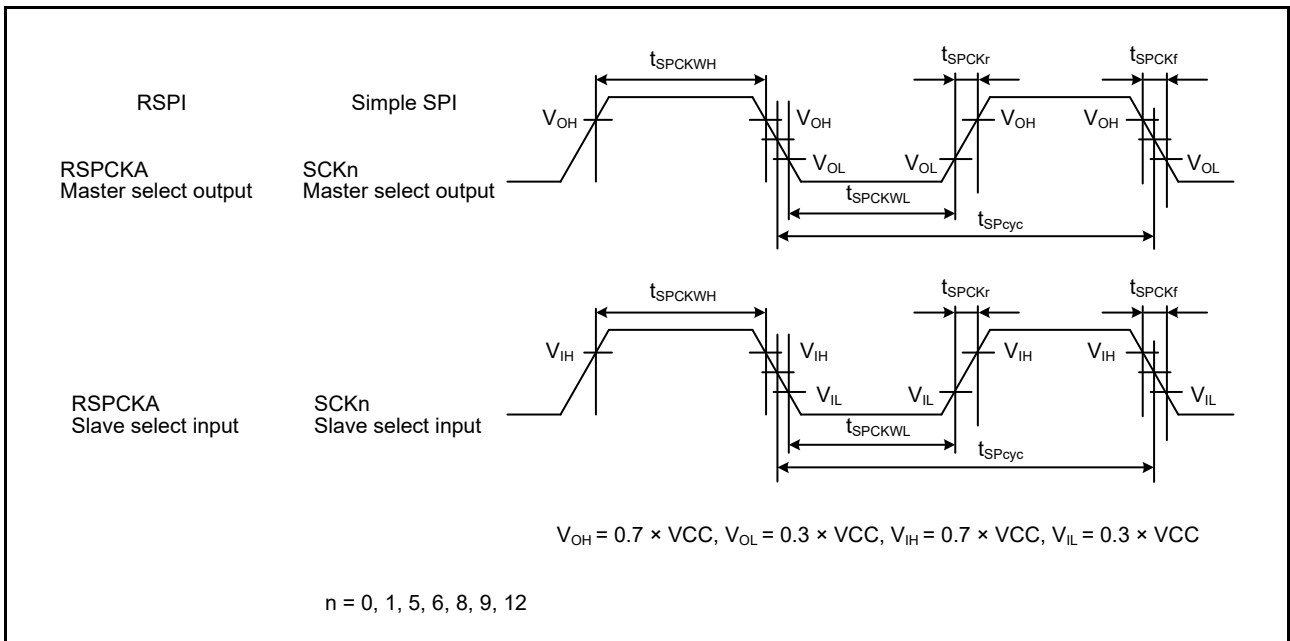 RSPI
Simple SPI
RSPCKA
Master select output
SCKn
Master select output
tSPCKWH
tSPCKr
tSPCKf
VOH
VOH
VOH
VOH
VOL
VOL
VOL
tSPCKWL
tSPcyc
RSPCKA
Slave select input
SCKn
Slave select input
tSPCKWH
tSPCKr
tSPCKf
VIH
VIH
VIH
VIH
VIL
VIL
VIL
tSPCKWL
tSPcyc
VOH = 0.7 × VCC, VOL = 0.3 × VCC, VIH = 0.7 × VCC, VIL = 0.3 × VCC
n = 0, 1, 5, 6, 8, 9, 12